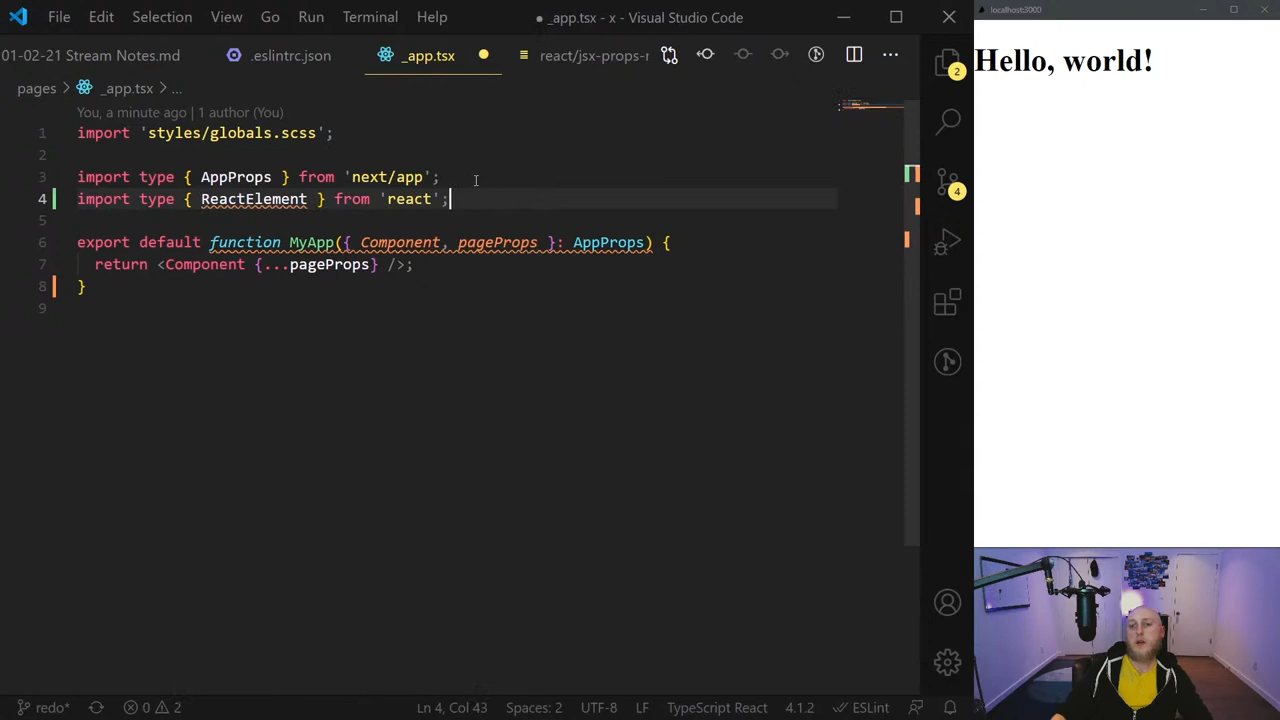 File Edit Selection View Go Run Terminal Help
● _app.tsx - x - Visual Studio Code
localhost:3000
01-02-21 Stream Notes.md
.eslintrc.json
_app.tsx
react/jsx-props-r
pages > _app.tsx > ...
You, a minute ago | 1 author (You)
1 import 'styles/globals.scss';
2
3 import type { AppProps } from 'next/app';
4 import type { ReactElement } from 'react';
5
6 export default function MyApp({ Component, pageProps }: AppProps) {
7 return <Component {...pageProps} />;
8 }
9
2
4
Hello, world!
redo* 0 2 Ln 4, Col 43 Spaces: 2 UTF-8 LF TypeScript React 4.1.2 ESLint